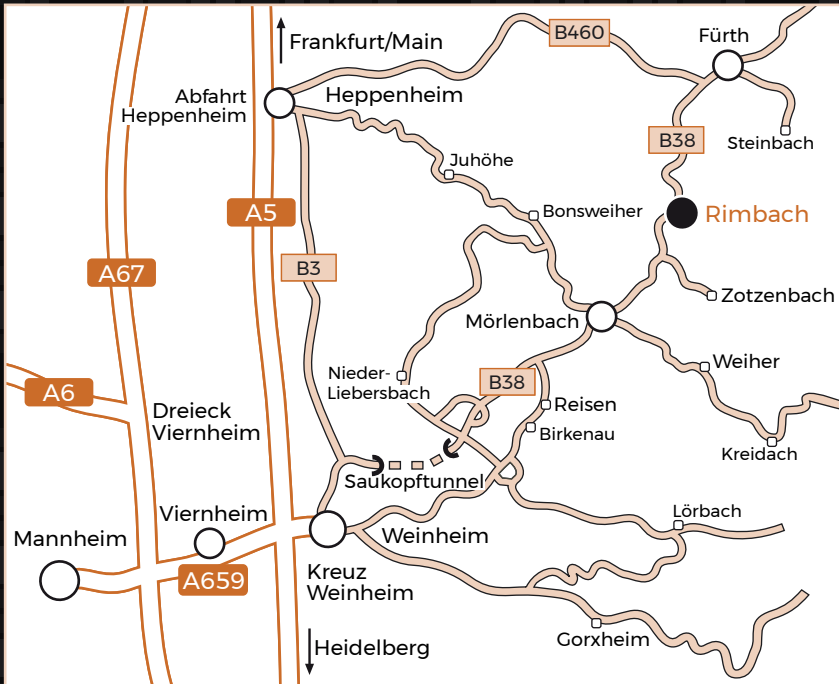 Frankfurt/Main
B460
Fürth
Abfahrt
Heppenheim
Heppenheim
B38
Steinbach
Juhöhe
A5
Bonsweiher
Rimbach
A67
B3
Zotzenbach
Mörlenbach
Weiher
Nieder-
Liebersbach
B38
A6
Dreieck
Viernheim
Reisen
Birkenau
Kreidach
Saukopftunnel
Viernheim
Lörbach
Mannheim
Weinheim
A659
Kreuz
Weinheim
Gorxheim
Heidelberg